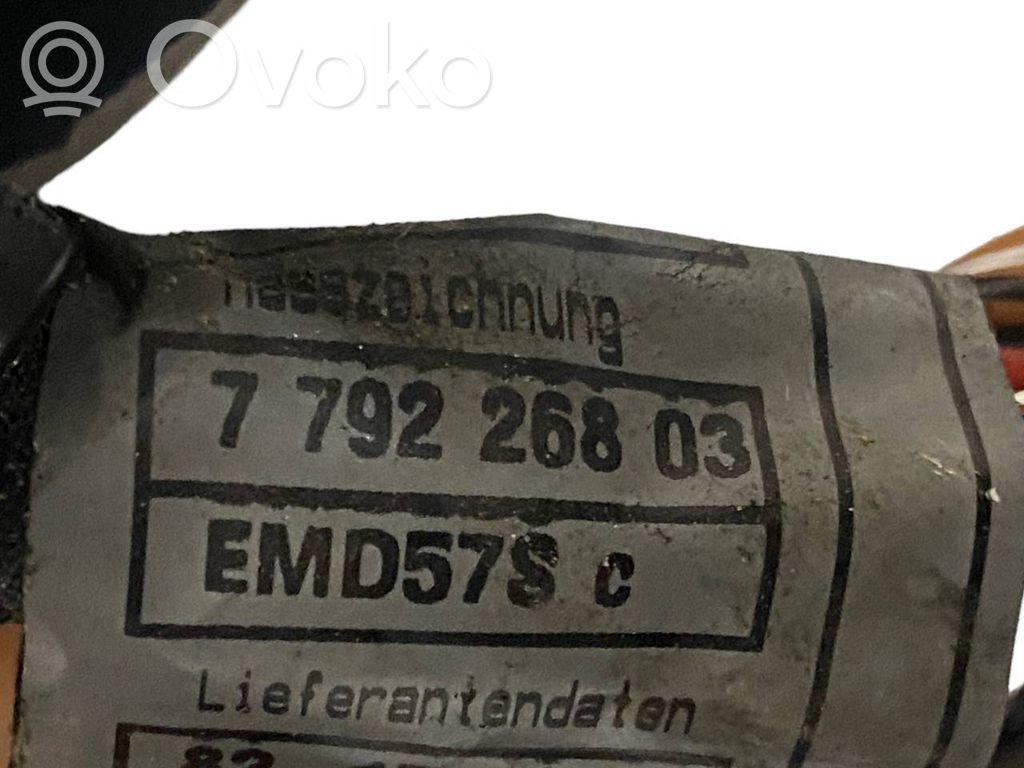 Ovoko
7 792 268 03
EMD57S c
Lieferantendaten